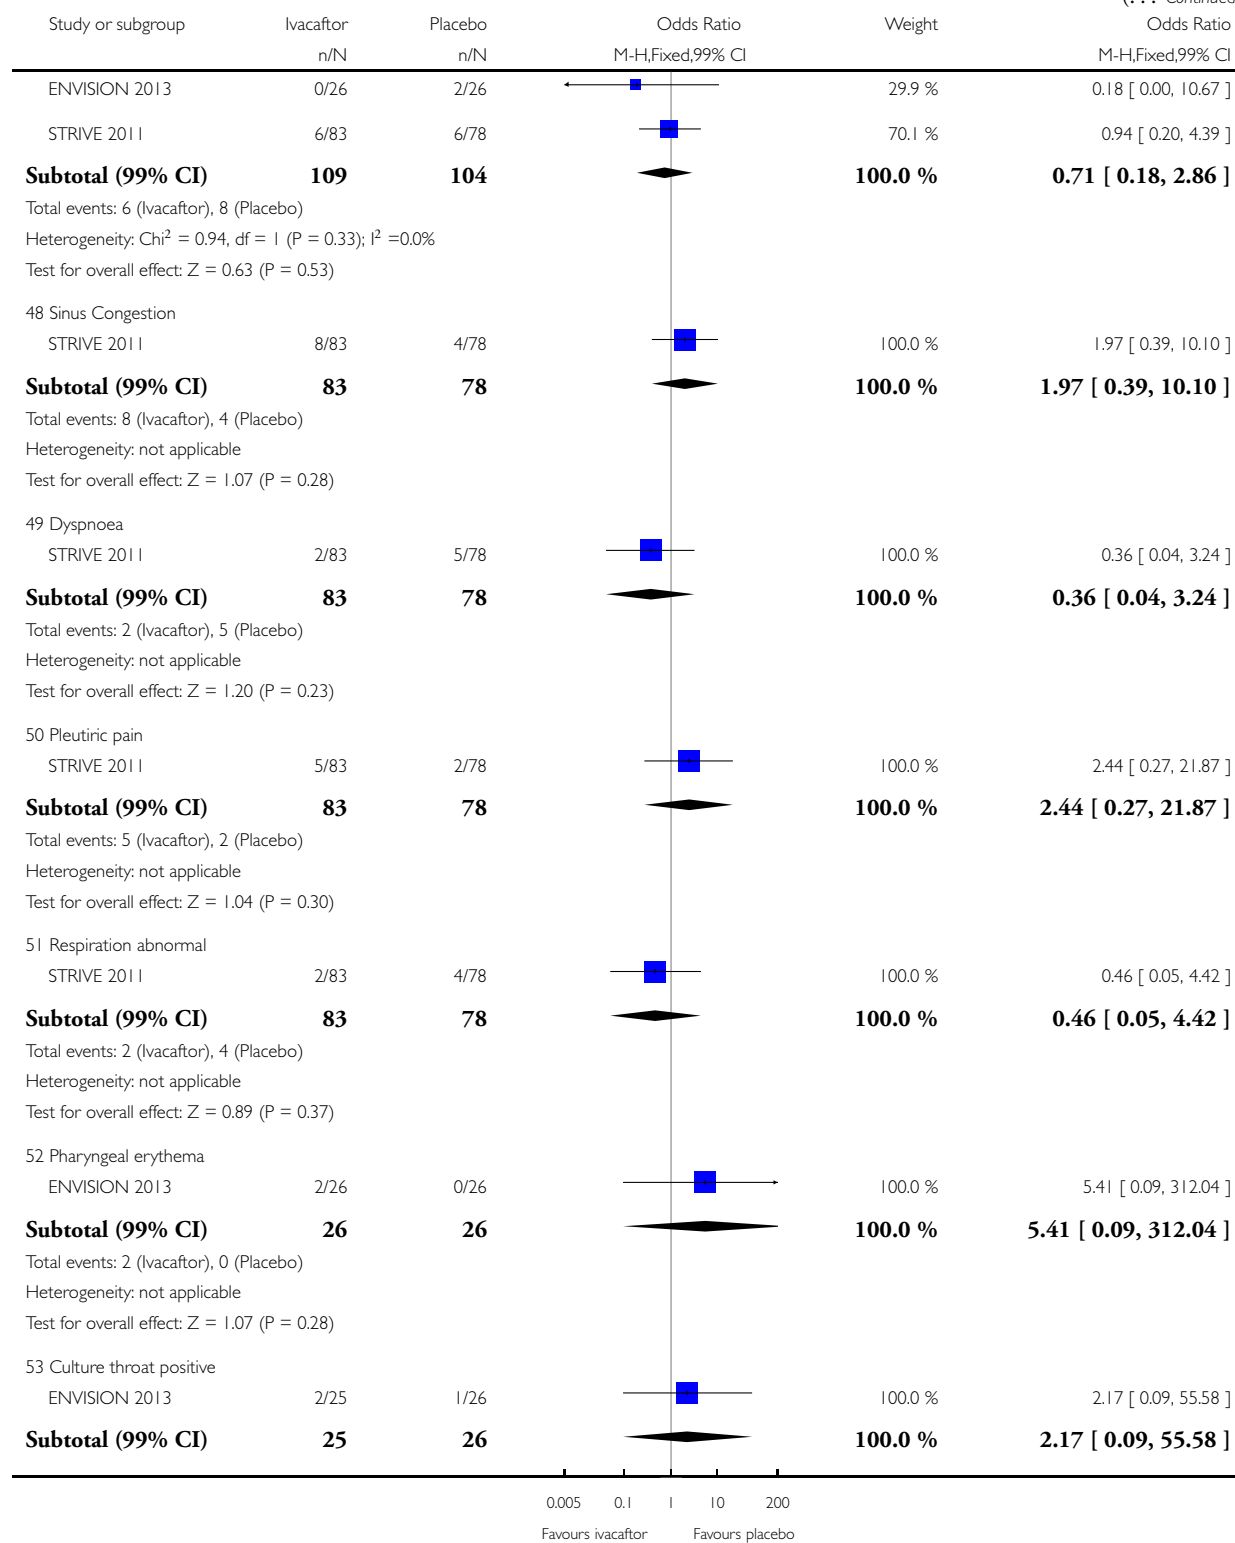 (. . . Continued
Study or subgroup Ivacaftor Placebo Odds Ratio Weight Odds Ratio
n/N n/N M-H,Fixed,99% CI M-H,Fixed,99% CI
ENVISION 2013 0/26 2/26 29.9 % 0.18 [ 0.00, 10.67 ]
STRIVE 2011 6/83 6/78 70.1 % 0.94 [ 0.20, 4.39 ]
Subtotal (99% CI) 109 104 100.0 % 0.71 [ 0.18, 2.86 ]
Total events: 6 (Ivacaftor), 8 (Placebo)
Heterogeneity: Chi² = 0.94, df = 1 (P = 0.33); I² =0.0%
Test for overall effect: Z = 0.63 (P = 0.53)
48 Sinus Congestion
STRIVE 2011 8/83 4/78 100.0 % 1.97 [ 0.39, 10.10 ]
Subtotal (99% CI) 83 78 100.0 % 1.97 [ 0.39, 10.10 ]
Total events: 8 (Ivacaftor), 4 (Placebo)
Heterogeneity: not applicable
Test for overall effect: Z = 1.07 (P = 0.28)
49 Dyspnoea
STRIVE 2011 2/83 5/78 100.0 % 0.36 [ 0.04, 3.24 ]
Subtotal (99% CI) 83 78 100.0 % 0.36 [ 0.04, 3.24 ]
Total events: 2 (Ivacaftor), 5 (Placebo)
Heterogeneity: not applicable
Test for overall effect: Z = 1.20 (P = 0.23)
50 Pleutiric pain
STRIVE 2011 5/83 2/78 100.0 % 2.44 [ 0.27, 21.87 ]
Subtotal (99% CI) 83 78 100.0 % 2.44 [ 0.27, 21.87 ]
Total events: 5 (Ivacaftor), 2 (Placebo)
Heterogeneity: not applicable
Test for overall effect: Z = 1.04 (P = 0.30)
51 Respiration abnormal
STRIVE 2011 2/83 4/78 100.0 % 0.46 [ 0.05, 4.42 ]
Subtotal (99% CI) 83 78 100.0 % 0.46 [ 0.05, 4.42 ]
Total events: 2 (Ivacaftor), 4 (Placebo)
Heterogeneity: not applicable
Test for overall effect: Z = 0.89 (P = 0.37)
52 Pharyngeal erythema
ENVISION 2013 2/26 0/26 100.0 % 5.41 [ 0.09, 312.04 ]
Subtotal (99% CI) 26 26 100.0 % 5.41 [ 0.09, 312.04 ]
Total events: 2 (Ivacaftor), 0 (Placebo)
Heterogeneity: not applicable
Test for overall effect: Z = 1.07 (P = 0.28)
53 Culture throat positive
ENVISION 2013 2/25 1/26 100.0 % 2.17 [ 0.09, 55.58 ]
Subtotal (99% CI) 25 26 100.0 % 2.17 [ 0.09, 55.58 ]
0.005 0.1 1 10 200
Favours ivacaftor Favours placebo